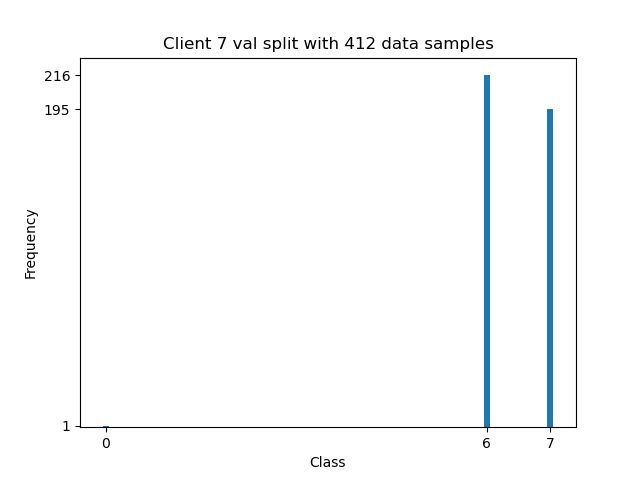 Client 7 val split with 412 data samples
216
195
1
Frequency
0 6 7
Class